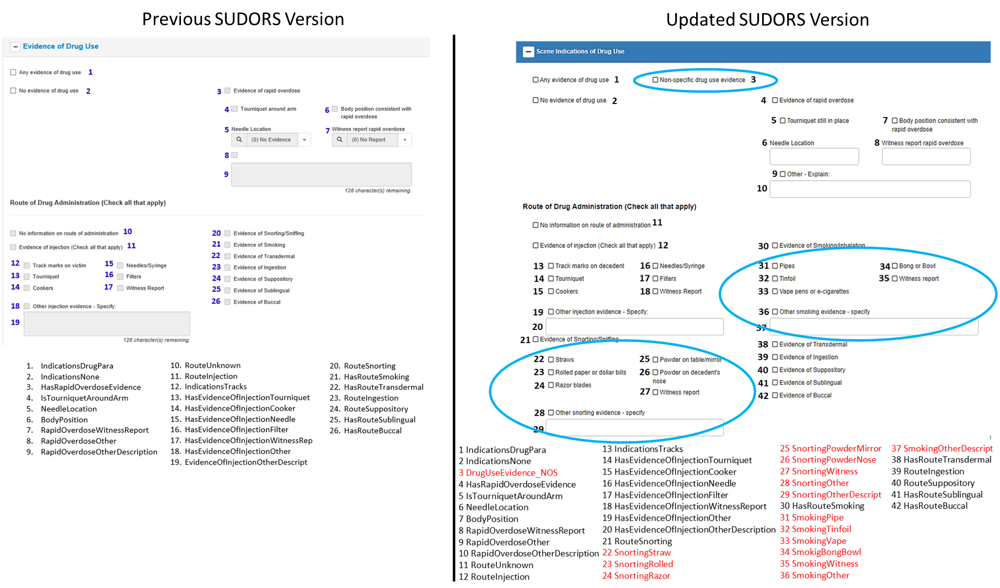 Previous SUDORS Version
Evidence of Drug Use
Any evidence of drug use 1
No evidence of drug use 2
3 Evidence of rapid overdose
4 Tourniquet around arm
6 Body position consistent with
rapid overdose
5 Needle Location
7 Witness report rapid overdose
(0) No Evidence
(0) No Report
8
9
128 character(s) remaining.
Route of Drug Administration (Check all that apply)
No information on route of administration 10
Evidence of injection (Check all that apply) 11
12 Track marks on victim
15 Needles/Syringe
13 Tourniquet
16 Filters
14 Cookers
17 Witness Report
18 Other injection evidence - Specify:
19
128 character(s) remaining.
20 Evidence of Snorting/Sniffing
21 Evidence of Smoking
22 Evidence of Transdermal
23 Evidence of Ingestion
24 Evidence of Suppository
25 Evidence of Sublingual
26 Evidence of Buccal
1. IndicationsDrugPara
2. IndicationsNone
3. HasRapidOverdoseEvidence
4. IsTourniquetAroundArm
5. NeedleLocation
6. BodyPosition
7. RapidOverdoseWitnessReport
8. RapidOverdoseOther
9. RapidOverdoseOtherDescription
10. RouteUnknown
11. RouteInjection
12. IndicationsTracks
13. HasEvidenceOfInjectionTourniquet
14. HasEvidenceOfInjectionCooker
15. HasEvidenceOfInjectionNeedle
16. HasEvidenceOfInjectionFilter
17. HasEvidenceOfInjectionWitnessRep
18. HasEvidenceOfInjectionOther
19. EvidenceOfInjectionOtherDescript
20. RouteSnorting
21. HasRouteSmoking
22. HasRouteTransdermal
23. RouteIngestion
24. RouteSuppository
25. HasRouteSublingual
26. HasRouteBuccal
Updated SUDORS Version
Scene Indications of Drug Use
Any evidence of drug use 1
Non-specific drug use evidence 3
No evidence of drug use 2
4 Evidence of rapid overdose
5 Tourniquet still in place
7 Body position consistent with
rapid overdose
6 Needle Location
8 Witness report rapid overdose
9 Other - Explain:
10
Route of Drug Administration (Check all that apply)
No information on route of administration 11
Evidence of injection (Check all that apply) 12
13 Track marks on decedent
16 Needles/Syringe
14 Tourniquet
17 Filters
15 Cookers
18 Witness Report
19 Other injection evidence - Specify:
20
21 Evidence of Snorting/Sniffing
22 Straws
25 Powder on table/mirror
23 Rolled paper or dollar bills
26 Powder on decedent's
nose
24 Razor blades
27 Witness report
28 Other snorting evidence - specify
29
30 Evidence of Smoking/Inhalation
31 Pipes
34 Bong or Bowl
32 Tinfoil
35 Witness report
33 Vape pens or e-cigarettes
36 Other smoking evidence - specify
37
38 Evidence of Transdermal
39 Evidence of Ingestion
40 Evidence of Suppository
41 Evidence of Sublingual
42 Evidence of Buccal
1 IndicationsDrugPara
2 IndicationsNone
3 DrugUseEvidence_NOS
4 HasRapidOverdoseEvidence
5 IsTourniquetAroundArm
6 NeedleLocation
7 BodyPosition
8 RapidOverdoseWitnessReport
9 RapidOverdoseOther
10 RapidOverdoseOtherDescription
11 RouteUnknown
12 RouteInjection
13 IndicationsTracks
14 HasEvidenceOfInjectionTourniquet
15 HasEvidenceOfInjectionCooker
16 HasEvidenceOfInjectionNeedle
17 HasEvidenceOfInjectionFilter
18 HasEvidenceOfInjectionWitnessReport
19 HasEvidenceOfInjectionOther
20 HasEvidenceOfInjectionOtherDescription
21 RouteSnorting
22 SnortingStraw
23 SnortingRolled
24 SnortingRazor
25 SnortingPowderMirror
26 SnortingPowderNose
27 SnortingWitness
28 SnortingOther
29 SnortingOtherDescript
30 HasRouteSmoking
31 SmokingPipe
32 SmokingTinfoil
33 SmokingVape
34 SmokigBongBowl
35 SmokingWitness
36 SmokingOther
37 SmokingOtherDescript
38 HasRouteTransdermal
39 RouteIngestion
40 RouteSuppository
41 HasRouteSublingual
42 HasRouteBuccal